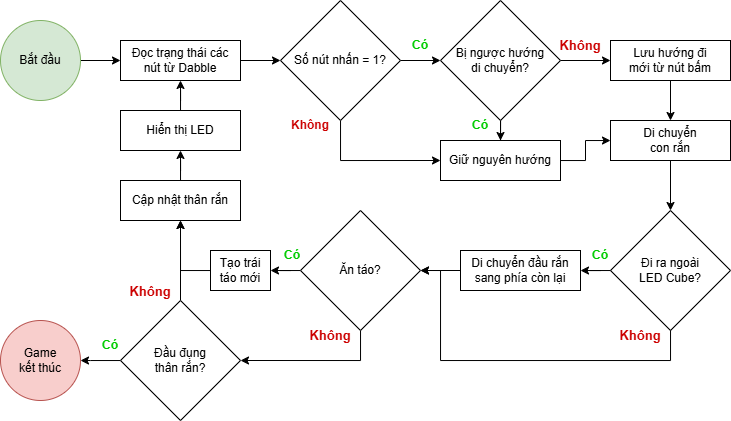 Bắt đầu
Đọc trạng thái các
nút từ Dabble
Số nút nhấn = 1?
Có
Bị ngược hướng
di chuyển?
Không
Lưu hướng đi
mới từ nút bấm
Hiển thị LED
Không
Có
Giữ nguyên hướng
Di chuyển
con rắn
Cập nhật thân rắn
Tạo trái
táo mới
Có
Ăn táo?
Di chuyển đầu rắn
sang phía còn lại
Có
Đi ra ngoài
LED Cube?
Không
Không
Không
Game
kết thúc
Có
Đầu đụng
thân rắn?